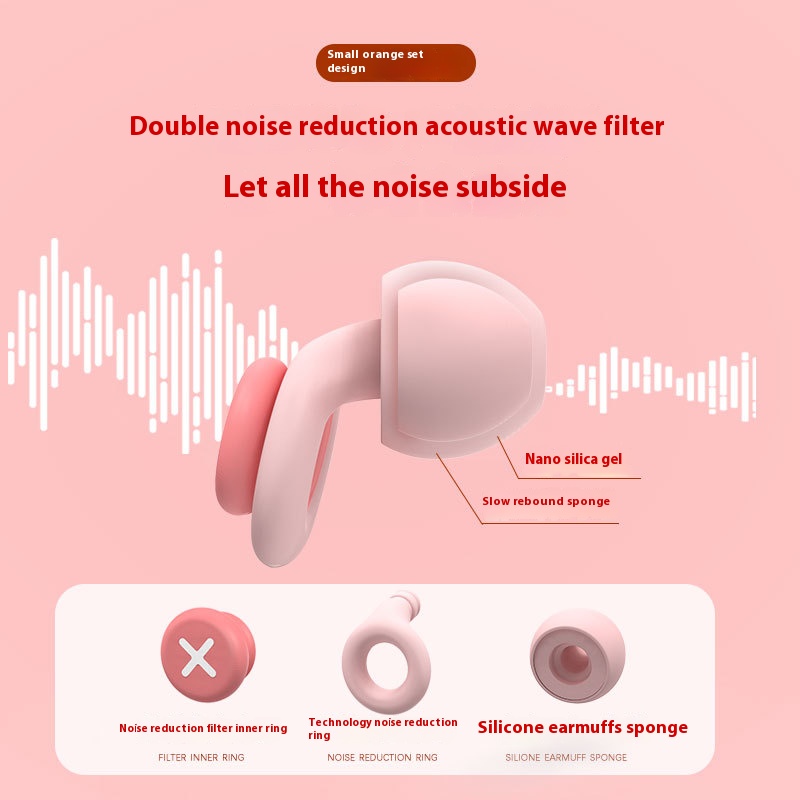 Small orange set
design
Double noise reduction acoustic wave filter
Let all the noise subside
Nano silica gel
Slow rebound sponge
Noise reduction filter inner ring
Technology noise reduction
ring
Silicone earmuffs sponge
FILTER INNER RING
NOISE REDUCTION RING
SILIONE EARMUFF SPONGE